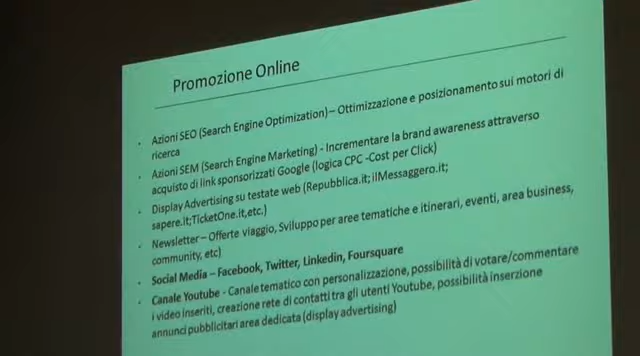 Promozione Online
• Azioni SEO (Search Engine Optimization) – Ottimizzazione e posizionamento sui motori di
ricerca
• Azioni SEM (Search Engine Marketing) - Incrementare la brand awareness attraverso
acquisto di link sponsorizzati Google (logica CPC -Cost per Click)
• Display Advertising su testate web (Repubblica.it; ilMessaggero.it;
sapere.it;TicketOne.it,etc.)
• Newsletter – Offerte viaggio, Sviluppo per aree tematiche e itinerari, eventi, area business,
community, etc)
• Social Media – Facebook, Twitter, Linkedin, Foursquare
• Canale Youtube - Canale tematico con personalizzazione, possibilità di votare/commentare
i video inseriti, creazione rete di contatti tra gli utenti Youtube, possibilità inserzione
annunci pubblicitari area dedicata (display advertising)